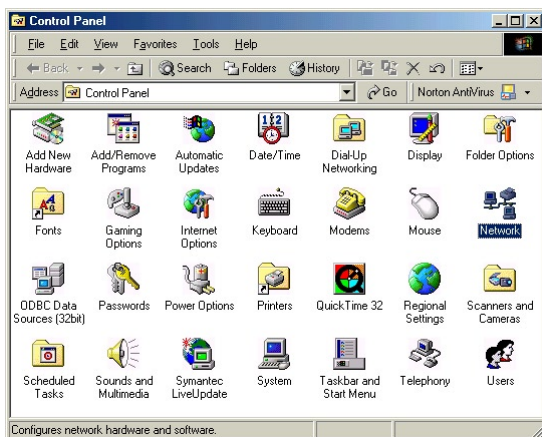 Control Panel
File Edit View Favorites Tools Help
Back Search Folders History
Address Control Panel Go Norton AntiVirus
Add New Hardware
Add/Remove Programs
Automatic Updates
Date/Time
Dial-Up Networking
Display
Folder Options
Fonts
Gaming Options
Internet Options
Keyboard
Modems
Mouse
Network
ODBC Data Sources (32bit)
Passwords
Power Options
Printers
QuickTime 32
Regional Settings
Scanners and Cameras
Scheduled Tasks
Sounds and Multimedia
Symantec LiveUpdate
System
Taskbar and Start Menu
Telephony
Users
Configures network hardware and software.